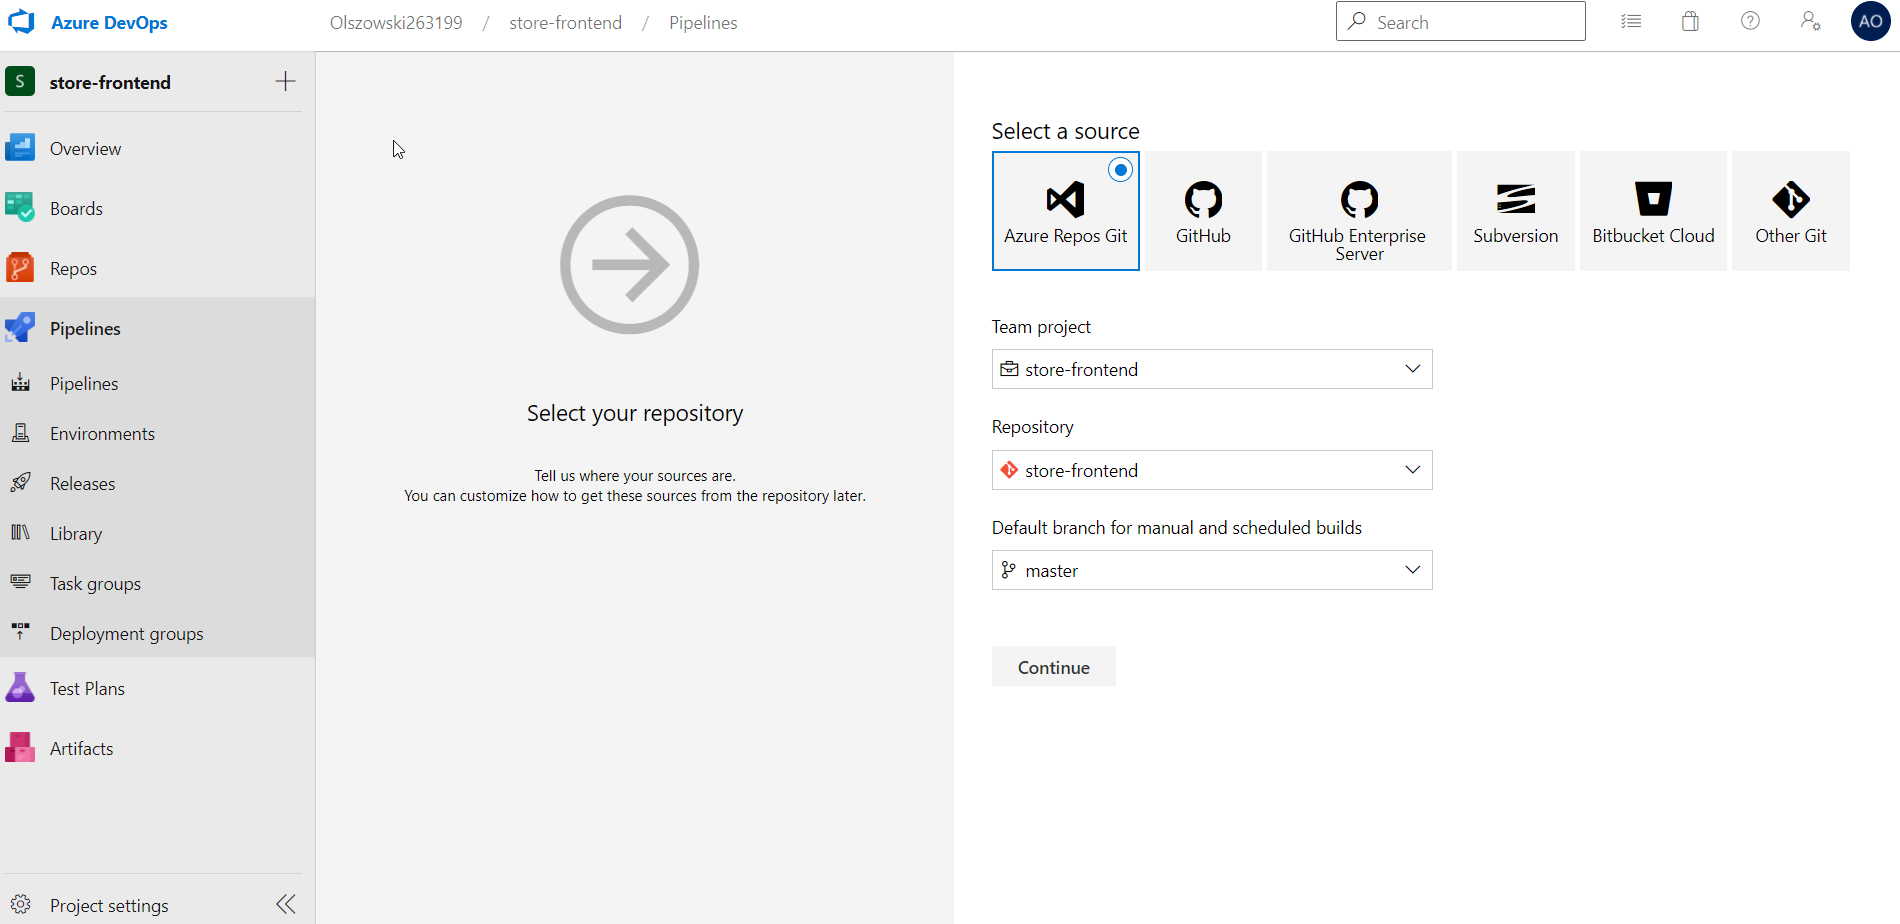 Azure DevOps
Olszowski263199 / store-frontend / Pipelines
Search
AO
S store-frontend
Overview
Boards
Repos
Pipelines
Pipelines
Environments
Releases
Library
Task groups
Deployment groups
Test Plans
Artifacts
Project settings
Select your repository
Tell us where your sources are.
You can customize how to get these sources from the repository later.
Select a source
Azure Repos Git
GitHub
GitHub Enterprise
Server
Subversion
Bitbucket Cloud
Other Git
Team project
store-frontend
Repository
store-frontend
Default branch for manual and scheduled builds
master
Continue